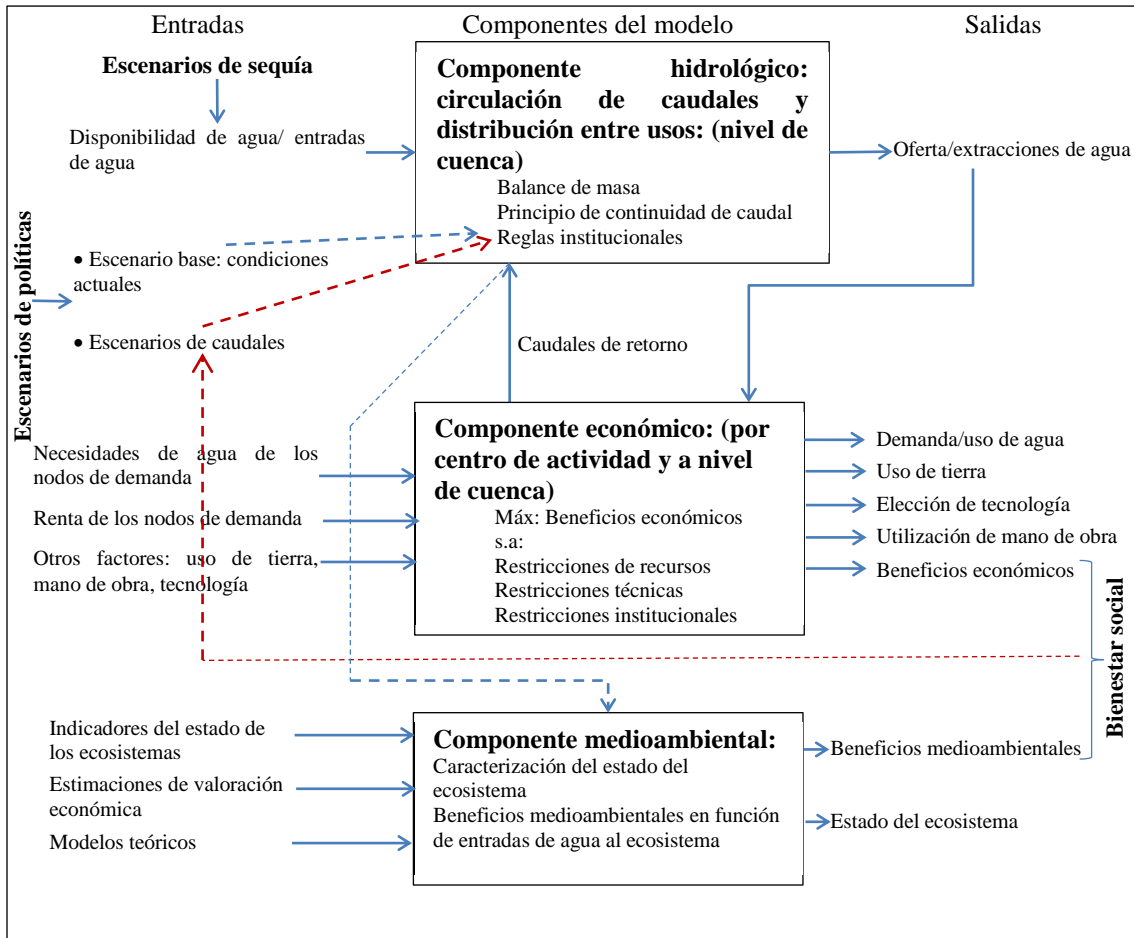 Entradas
Componentes del modelo
Salidas
Escenarios de sequía
Disponibilidad de agua/ entradas
de agua
Escenarios de políticas
• Escenario base: condiciones
actuales
• Escenarios de caudales
Necesidades de agua de los
nodos de demanda
Renta de los nodos de demanda
Otros factores: uso de tierra,
mano de obra, tecnología
Indicadores del estado de
los ecosistemas
Estimaciones de valoración
económica
Modelos teóricos
Componente hidrológico:
circulación de caudales y
distribución entre usos: (nivel de
cuenca)
Balance de masa
Principio de continuidad de caudal
Reglas institucionales
Caudales de retorno
Componente económico: (por
centro de actividad y a nivel
de cuenca)
Máx: Beneficios económicos
s.a:
Restricciones de recursos
Restricciones técnicas
Restricciones institucionales
Componente medioambiental:
Caracterización del estado del
ecosistema
Beneficios medioambientales en función
de entradas de agua al ecosistema
Oferta/extracciones de agua
Demanda/uso de agua
Uso de tierra
Elección de tecnología
Utilización de mano de obra
Beneficios económicos
Bienestar social
Beneficios medioambientales
Estado del ecosistema